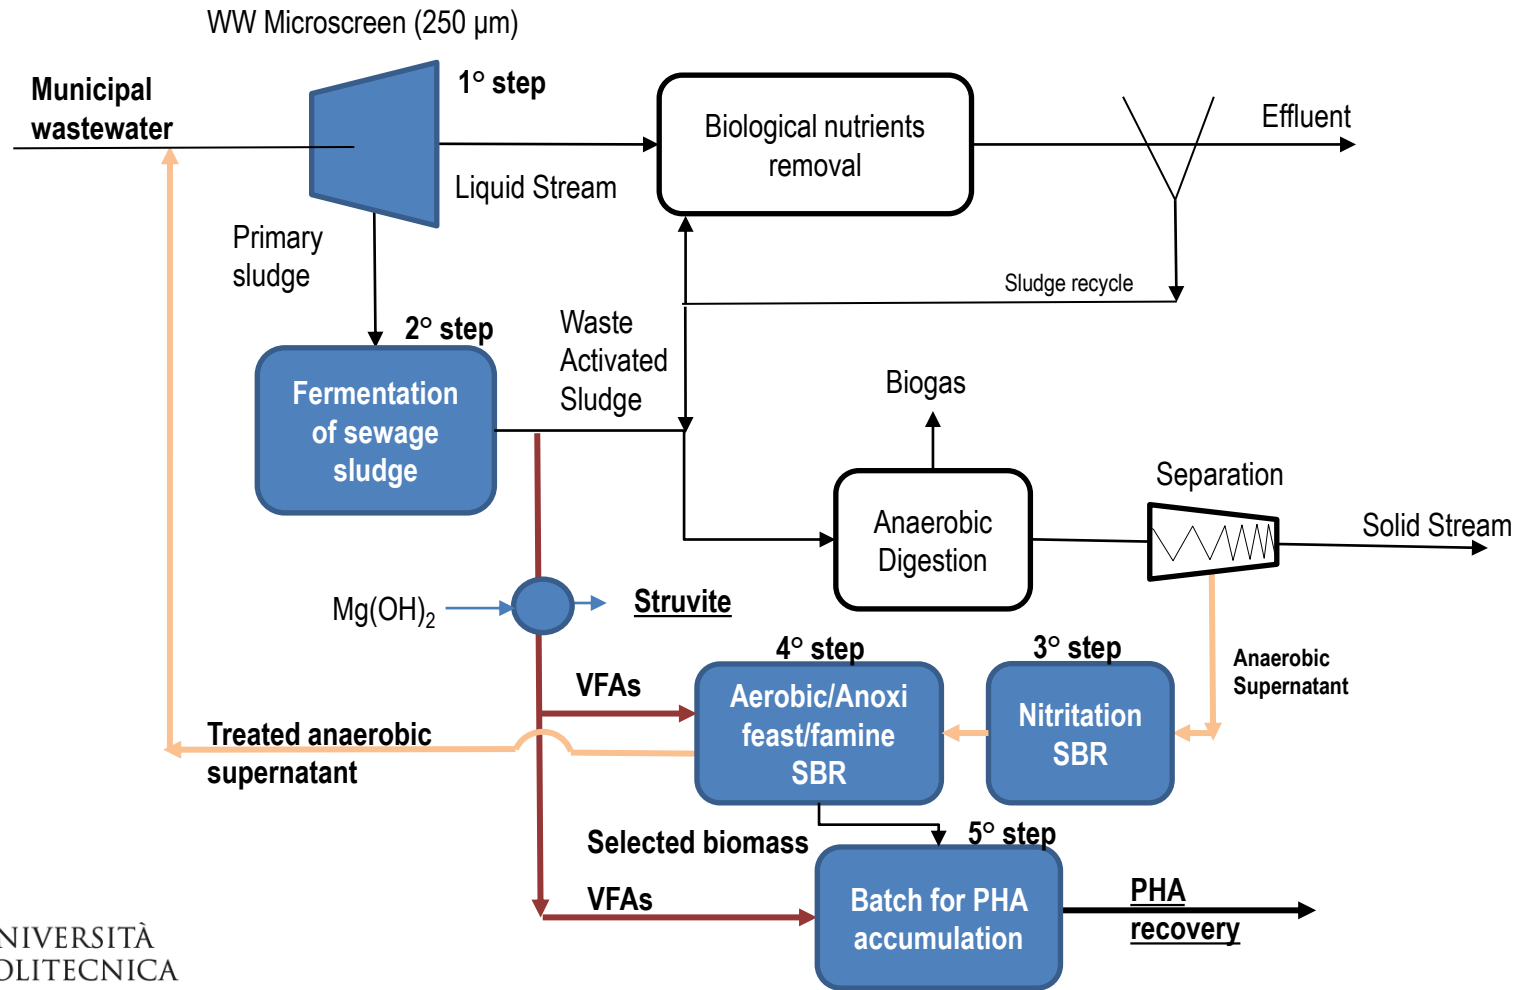 WW Microscreen (250 µm)
Municipal
wastewater
1° step
Liquid Stream
Biological nutrients
removal
Effluent
Primary
sludge
Sludge recycle
2° step
Waste
Activated
Sludge
Fermentation
of sewage
sludge
Biogas
Anaerobic
Digestion
Separation
Solid Stream
Mg(OH)₂
Struvite
4° step
3° step
Anaerobic
Supernatant
VFAs
Aerobic/Anoxi
feast/famine
SBR
Nitritation
SBR
Treated anaerobic
supernatant
Selected biomass
5° step
VFAs
Batch for PHA
accumulation
PHA
recovery
NIVERSITÀ
OLITECNICA